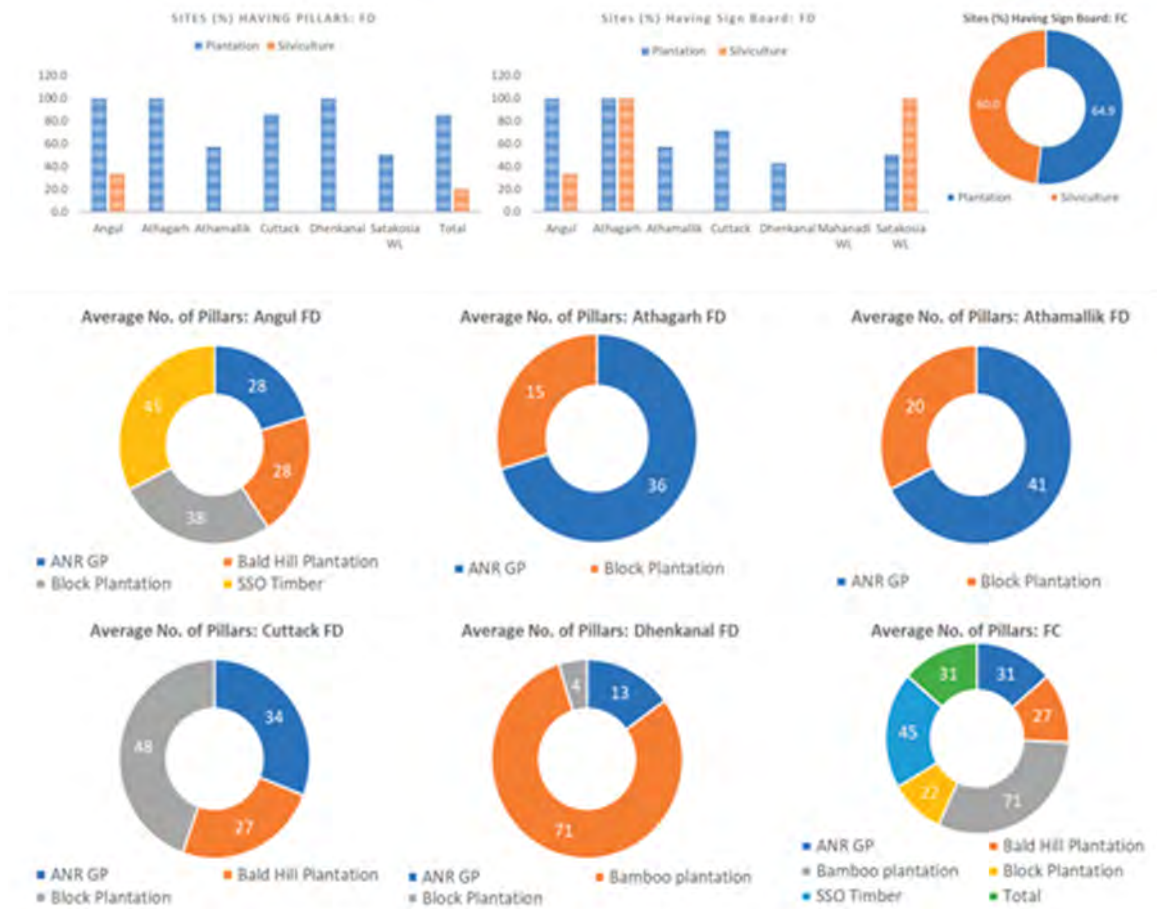 SITES (%) HAVING PILLARS: FD
Plantation Silviculture
120.0
100.0
80.0
60.0
40.0
20.0
0.0
Angul Athagarh Athamallik Cuttack Dhenkanal Satakosia WL Total
Sites (%) Having Sign Board: FD
Plantation Silviculture
120.0
100.0
80.0
60.0
40.0
20.0
0.0
Angul Athagarh Athamallik Cuttack Dhenkanal Mahanadi WL Satakosia WL
Sites (%) Having Sign Board: FC
60.0
64.9
Plantation Silviculture
Average No. of Pillars: Angul FD
28
28
38
45
ANR GP Bald Hill Plantation
Block Plantation SSO Timber
Average No. of Pillars: Athagarh FD
15
36
ANR GP Block Plantation
Average No. of Pillars: Athamallik FD
20
41
ANR GP Block Plantation
Average No. of Pillars: Cuttack FD
34
27
48
ANR GP Bald Hill Plantation
Block Plantation
Average No. of Pillars: Dhenkanal FD
4
13
71
ANR GP Bamboo plantation
Block Plantation
Average No. of Pillars: FC
31
31
27
45
71
ANR GP Bald Hill Plantation
Bamboo plantation Block Plantation
SSO Timber Total